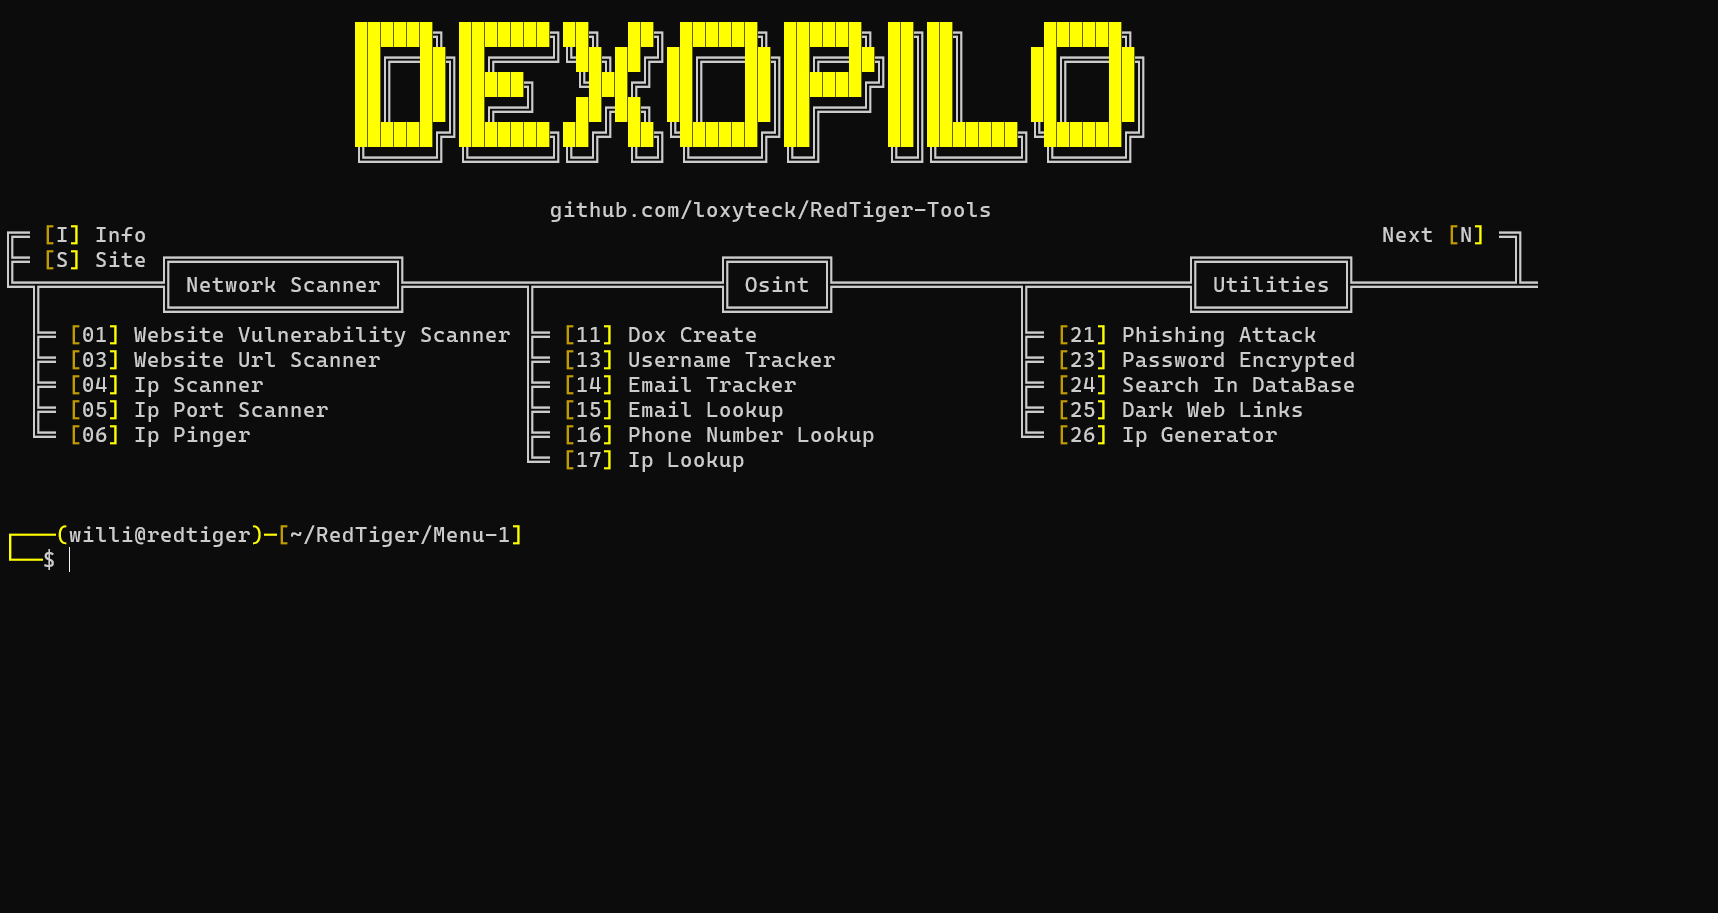 DEXOPILO
github.com/loxyteck/RedTiger-Tools
[I] Info
Next [N]
[S] Site
Network Scanner
Osint
Utilities
[01] Website Vulnerability Scanner
[03] Website Url Scanner
[04] Ip Scanner
[05] Ip Port Scanner
[06] Ip Pinger
[11] Dox Create
[13] Username Tracker
[14] Email Tracker
[15] Email Lookup
[16] Phone Number Lookup
[17] Ip Lookup
[21] Phishing Attack
[23] Password Encrypted
[24] Search In DataBase
[25] Dark Web Links
[26] Ip Generator
(willi@redtiger)-[~/RedTiger/Menu-1]
$